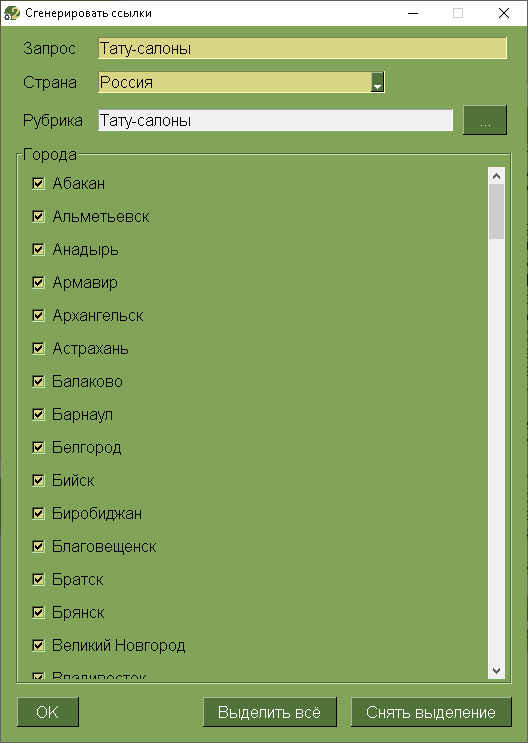 Сгенерировать ссылки
Запрос Тату-салоны
Страна Россия
Рубрика Тату-салоны ...
Города
Абакан
Альметьевск
Анадырь
Армавир
Архангельск
Астрахань
Балаково
Барнаул
Белгород
Бийск
Биробиджан
Благовещенск
Братск
Брянск
Великий Новгород
Владивосток
OK Выделить всё Снять выделение